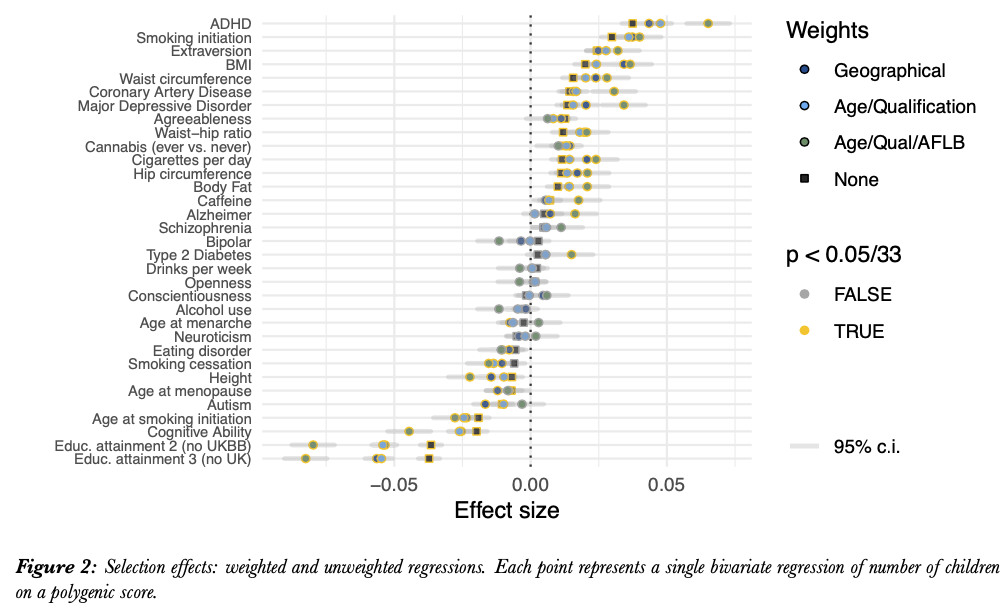 ADHD
Smoking initiation
Extraversion
BMI
Waist circumference
Coronary Artery Disease
Major Depressive Disorder
Agreeableness
Waist−hip ratio
Cannabis (ever vs. never)
Cigarettes per day
Hip circumference
Body Fat
Caffeine
Alzheimer
Schizophrenia
Bipolar
Type 2 Diabetes
Drinks per week
Openness
Conscientiousness
Alcohol use
Age at menarche
Neuroticism
Eating disorder
Smoking cessation
Height
Age at menopause
Autism
Age at smoking initiation
Cognitive Ability
Educ. attainment 2 (no UKBB)
Educ. attainment 3 (no UK)
−0.05 0.00 0.05
Effect size
Weights
Geographical
Age/Qualification
Age/Qual/AFLB
None
p < 0.05/33
FALSE
TRUE
95% c.i.
Figure 2: Selection effects: weighted and unweighted regressions. Each point represents a single bivariate regression of number of children
on a polygenic score.